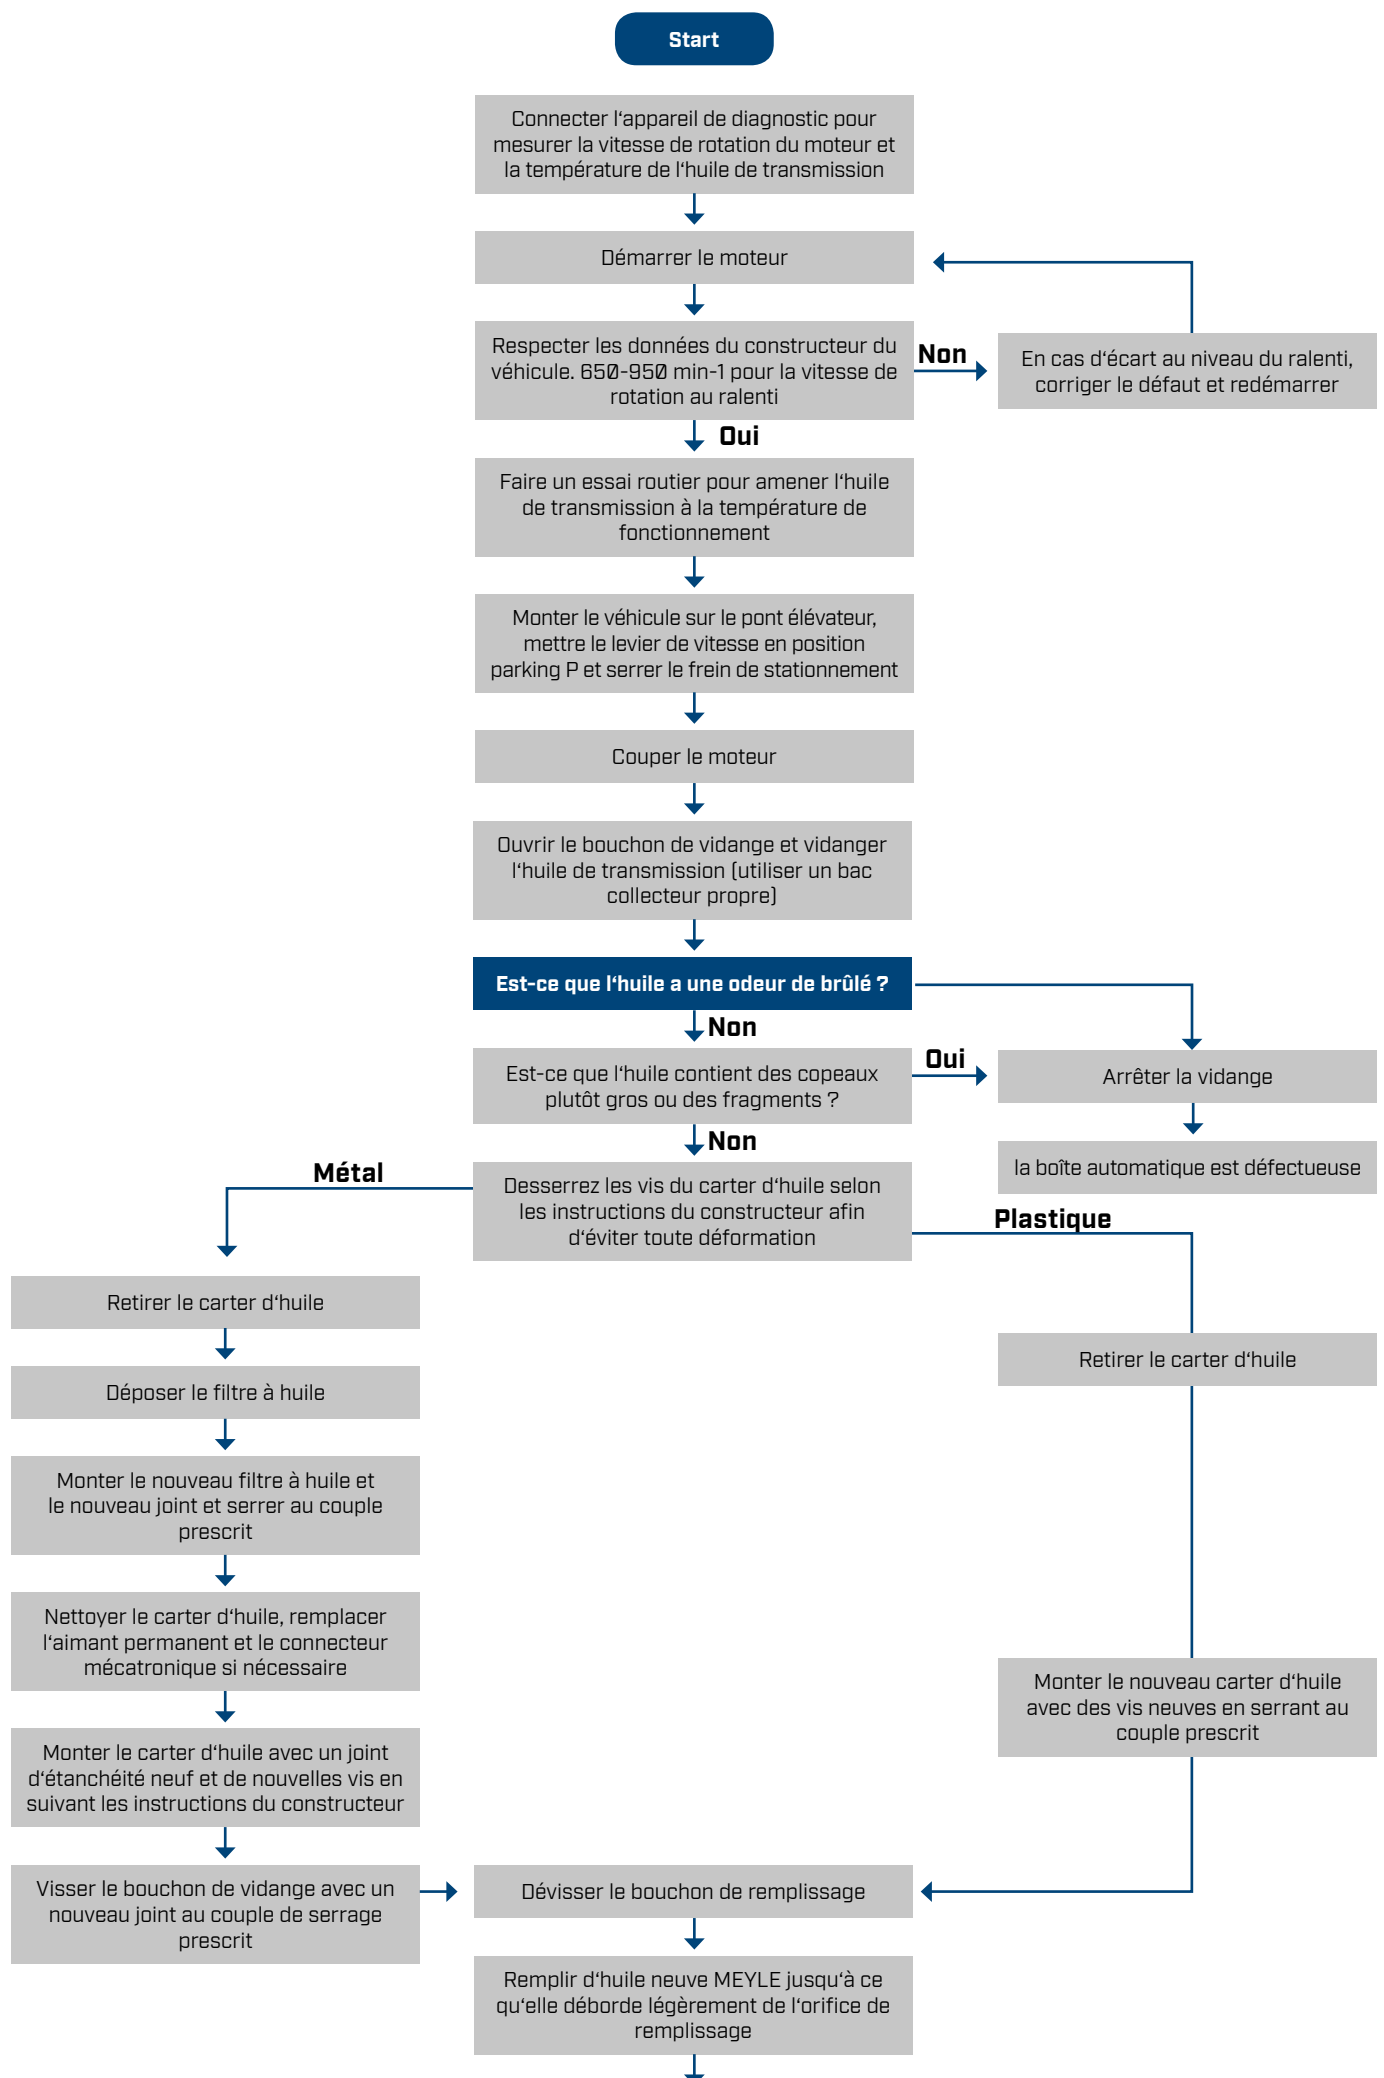 Start
Connecter l‘appareil de diagnostic pour
mesurer la vitesse de rotation du moteur et
la température de l‘huile de transmission
Démarrer le moteur
Respecter les données du constructeur du
véhicule. 650-950 min-1 pour la vitesse de
rotation au ralenti
Non
En cas d‘écart au niveau du ralenti,
corriger le défaut et redémarrer
Oui
Faire un essai routier pour amener l‘huile
de transmission à la température de
fonctionnement
Monter le véhicule sur le pont élévateur,
mettre le levier de vitesse en position
parking P et serrer le frein de stationnement
Couper le moteur
Ouvrir le bouchon de vidange et vidanger
l‘huile de transmission (utiliser un bac
collecteur propre)
Est-ce que l‘huile a une odeur de brûlé ?
Non
Est-ce que l‘huile contient des copeaux
plutôt gros ou des fragments ?
Oui
Arrêter la vidange
la boîte automatique est défectueuse
Non
Desserrez les vis du carter d‘huile selon
les instructions du constructeur afin
d‘éviter toute déformation
Métal
Plastique
Retirer le carter d‘huile
Déposer le filtre à huile
Monter le nouveau filtre à huile et
le nouveau joint et serrer au couple
prescrit
Nettoyer le carter d‘huile, remplacer
l‘aimant permanent et le connecteur
mécatronique si nécessaire
Monter le carter d‘huile avec un joint
d‘étanchéité neuf et de nouvelles vis en
suivant les instructions du constructeur
Visser le bouchon de vidange avec un
nouveau joint au couple de serrage
prescrit
Retirer le carter d‘huile
Monter le nouveau carter d‘huile
avec des vis neuves en serrant au
couple prescrit
Dévisser le bouchon de remplissage
Remplir d‘huile neuve MEYLE jusqu‘à ce
qu‘elle déborde légèrement de l‘orifice de
remplissage